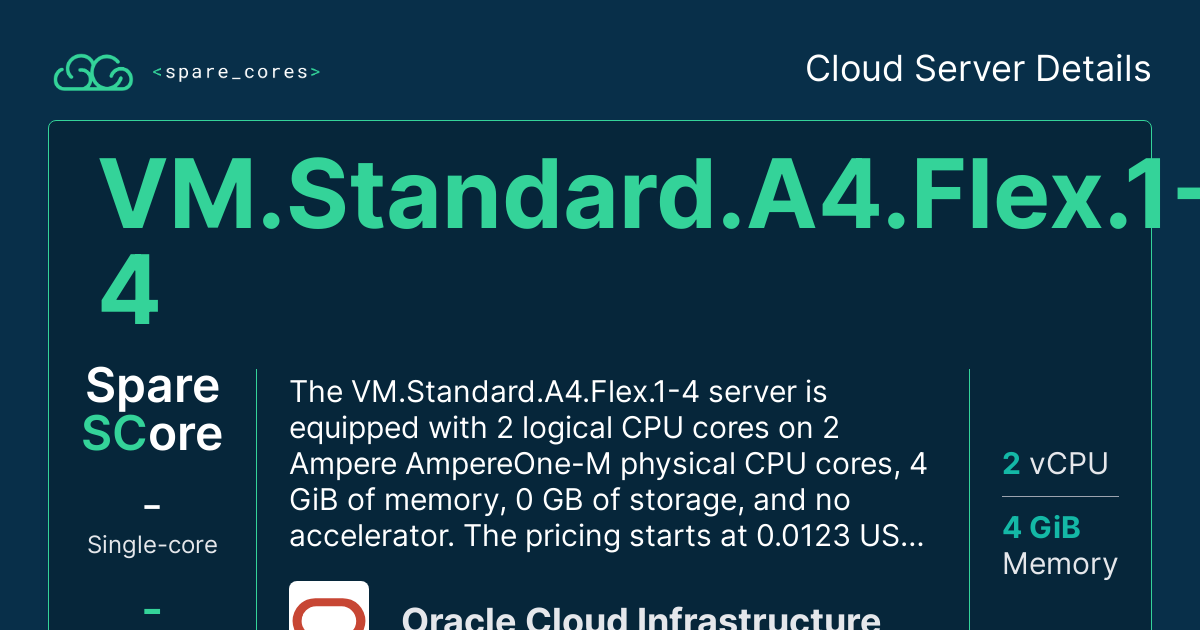 <spare_cores>
Cloud Server Details
VM.Standard.A4.Flex.1-
4
Spare
SCore
–
Single-core
–
The VM.Standard.A4.Flex.1-4 server is
equipped with 2 logical CPU cores on 2
Ampere AmpereOne-M physical CPU cores, 4
GiB of memory, 0 GB of storage, and no
accelerator. The pricing starts at 0.0123 US...
Oracle Cloud Infrastructure
2 vCPU
4 GiB
Memory